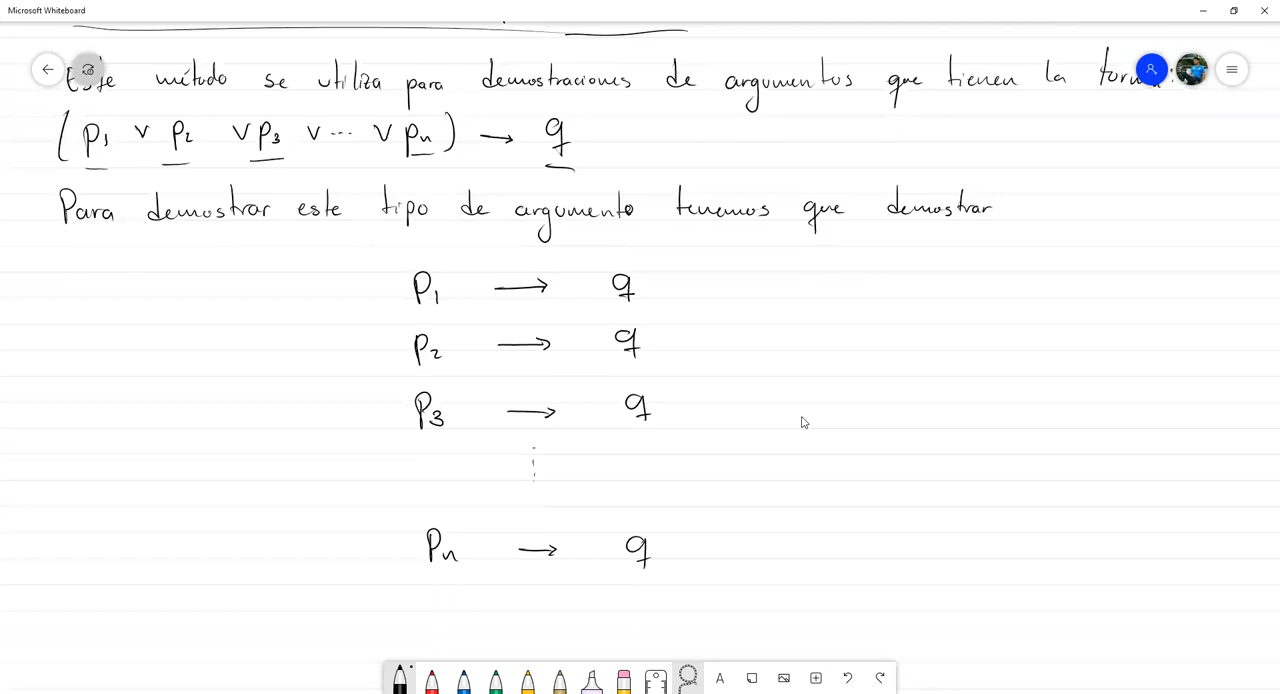 Microsoft Whiteboard
Este método se utiliza para demostraciones de argumentos que tienen la forma:
(p₁ ∨ p₂ ∨ p₃ ∨ ... ∨ pₙ) → q
Para demostrar este tipo de argumento tenemos que demostrar
P₁ → q
P₂ → q
P₃ → q
⋮
Pₙ → q